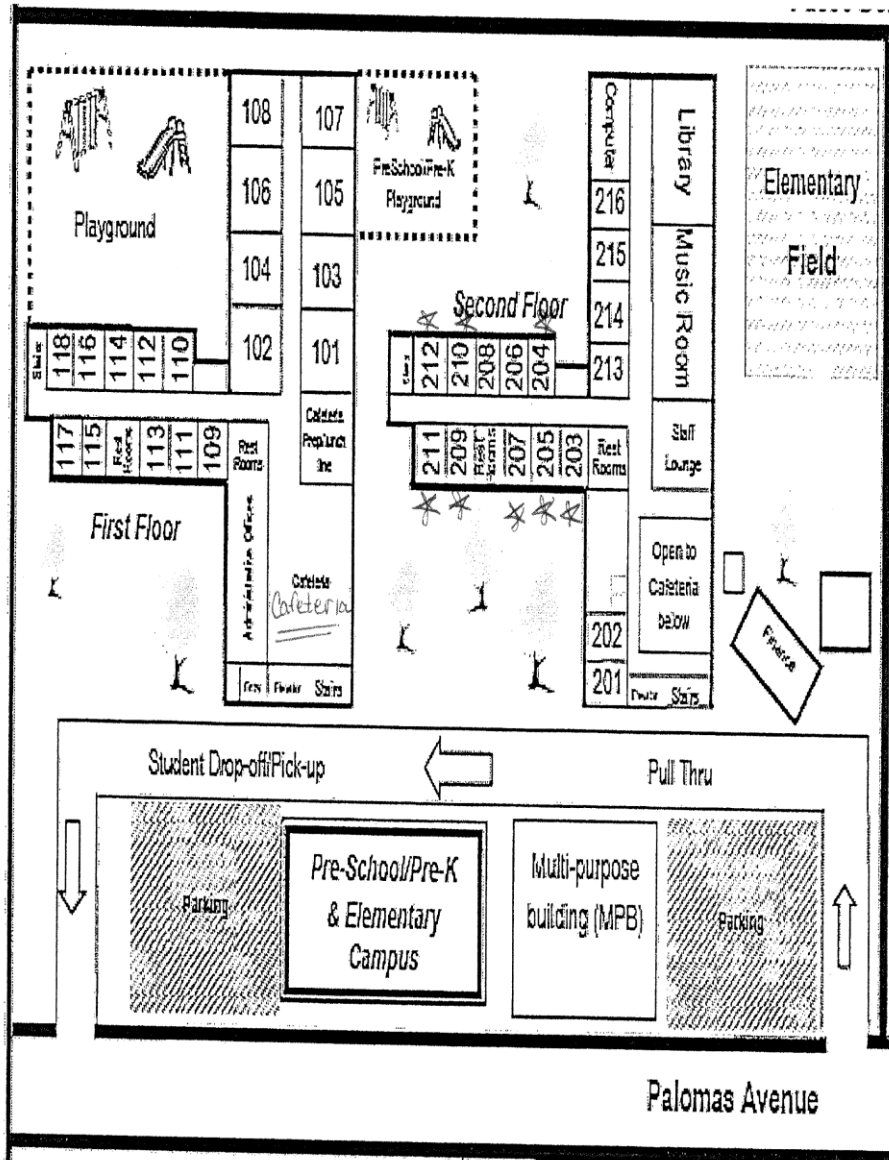 108
107
106
105
104
103
102
101
Playground
PreSchool/Pre-K
Playground
118
116
114
112
110
117
115
Rest
Rooms
113
111
109
Rest
Rooms
Cafeteria
Prep/lunch
line
First Floor
Administrative Offices
Cafeteria
Cafeteria
Stairs
Second Floor
Computer
216
215
214
213
Library
Music Room
Staff
Lounge
Stairs
212
210
208
206
204
211
209
Rest
Rooms
207
205
203
Rest
Rooms
202
201
Open to
Cafeteria
below
Stairs
Elementary
Field
Finance
Student Drop-off/Pick-up
Pull Thru
Parking
Pre-School/Pre-K
& Elementary
Campus
Multi-purpose
building (MPB)
Parking
Palomas Avenue